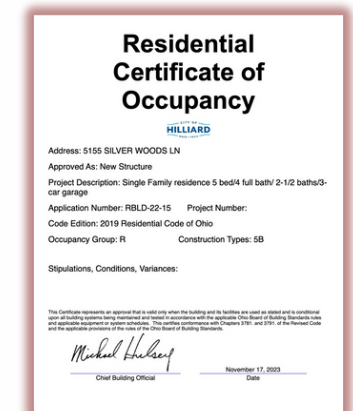 Residential
Certificate of
Occupancy
CITY OF
HILLIARD
Address: 5155 SILVER WOODS LN
Approved As: New Structure
Project Description: Single Family residence 5 bed/4 full bath/ 2-1/2 baths/3-
car garage
Application Number: RBLD-22-15 Project Number:
Code Edition: 2019 Residential Code of Ohio
Occupancy Group: R Construction Types: 5B
Stipulations, Conditions, Variances:
This Certificate represents an approval that is valid only when the building and its facilities are used as stated and is conditional
upon all building systems being maintained and tested in accordance with the applicable Ohio Board of Building Standards rules
and applicable equipment or system schedules. This certifies conformance with Chapters 3781. and 3791. of the Revised Code
and the applicable provisions of the rules of the Ohio Board of Building Standards.
Michael Hulsey
November 17, 2023
Chief Building Official Date